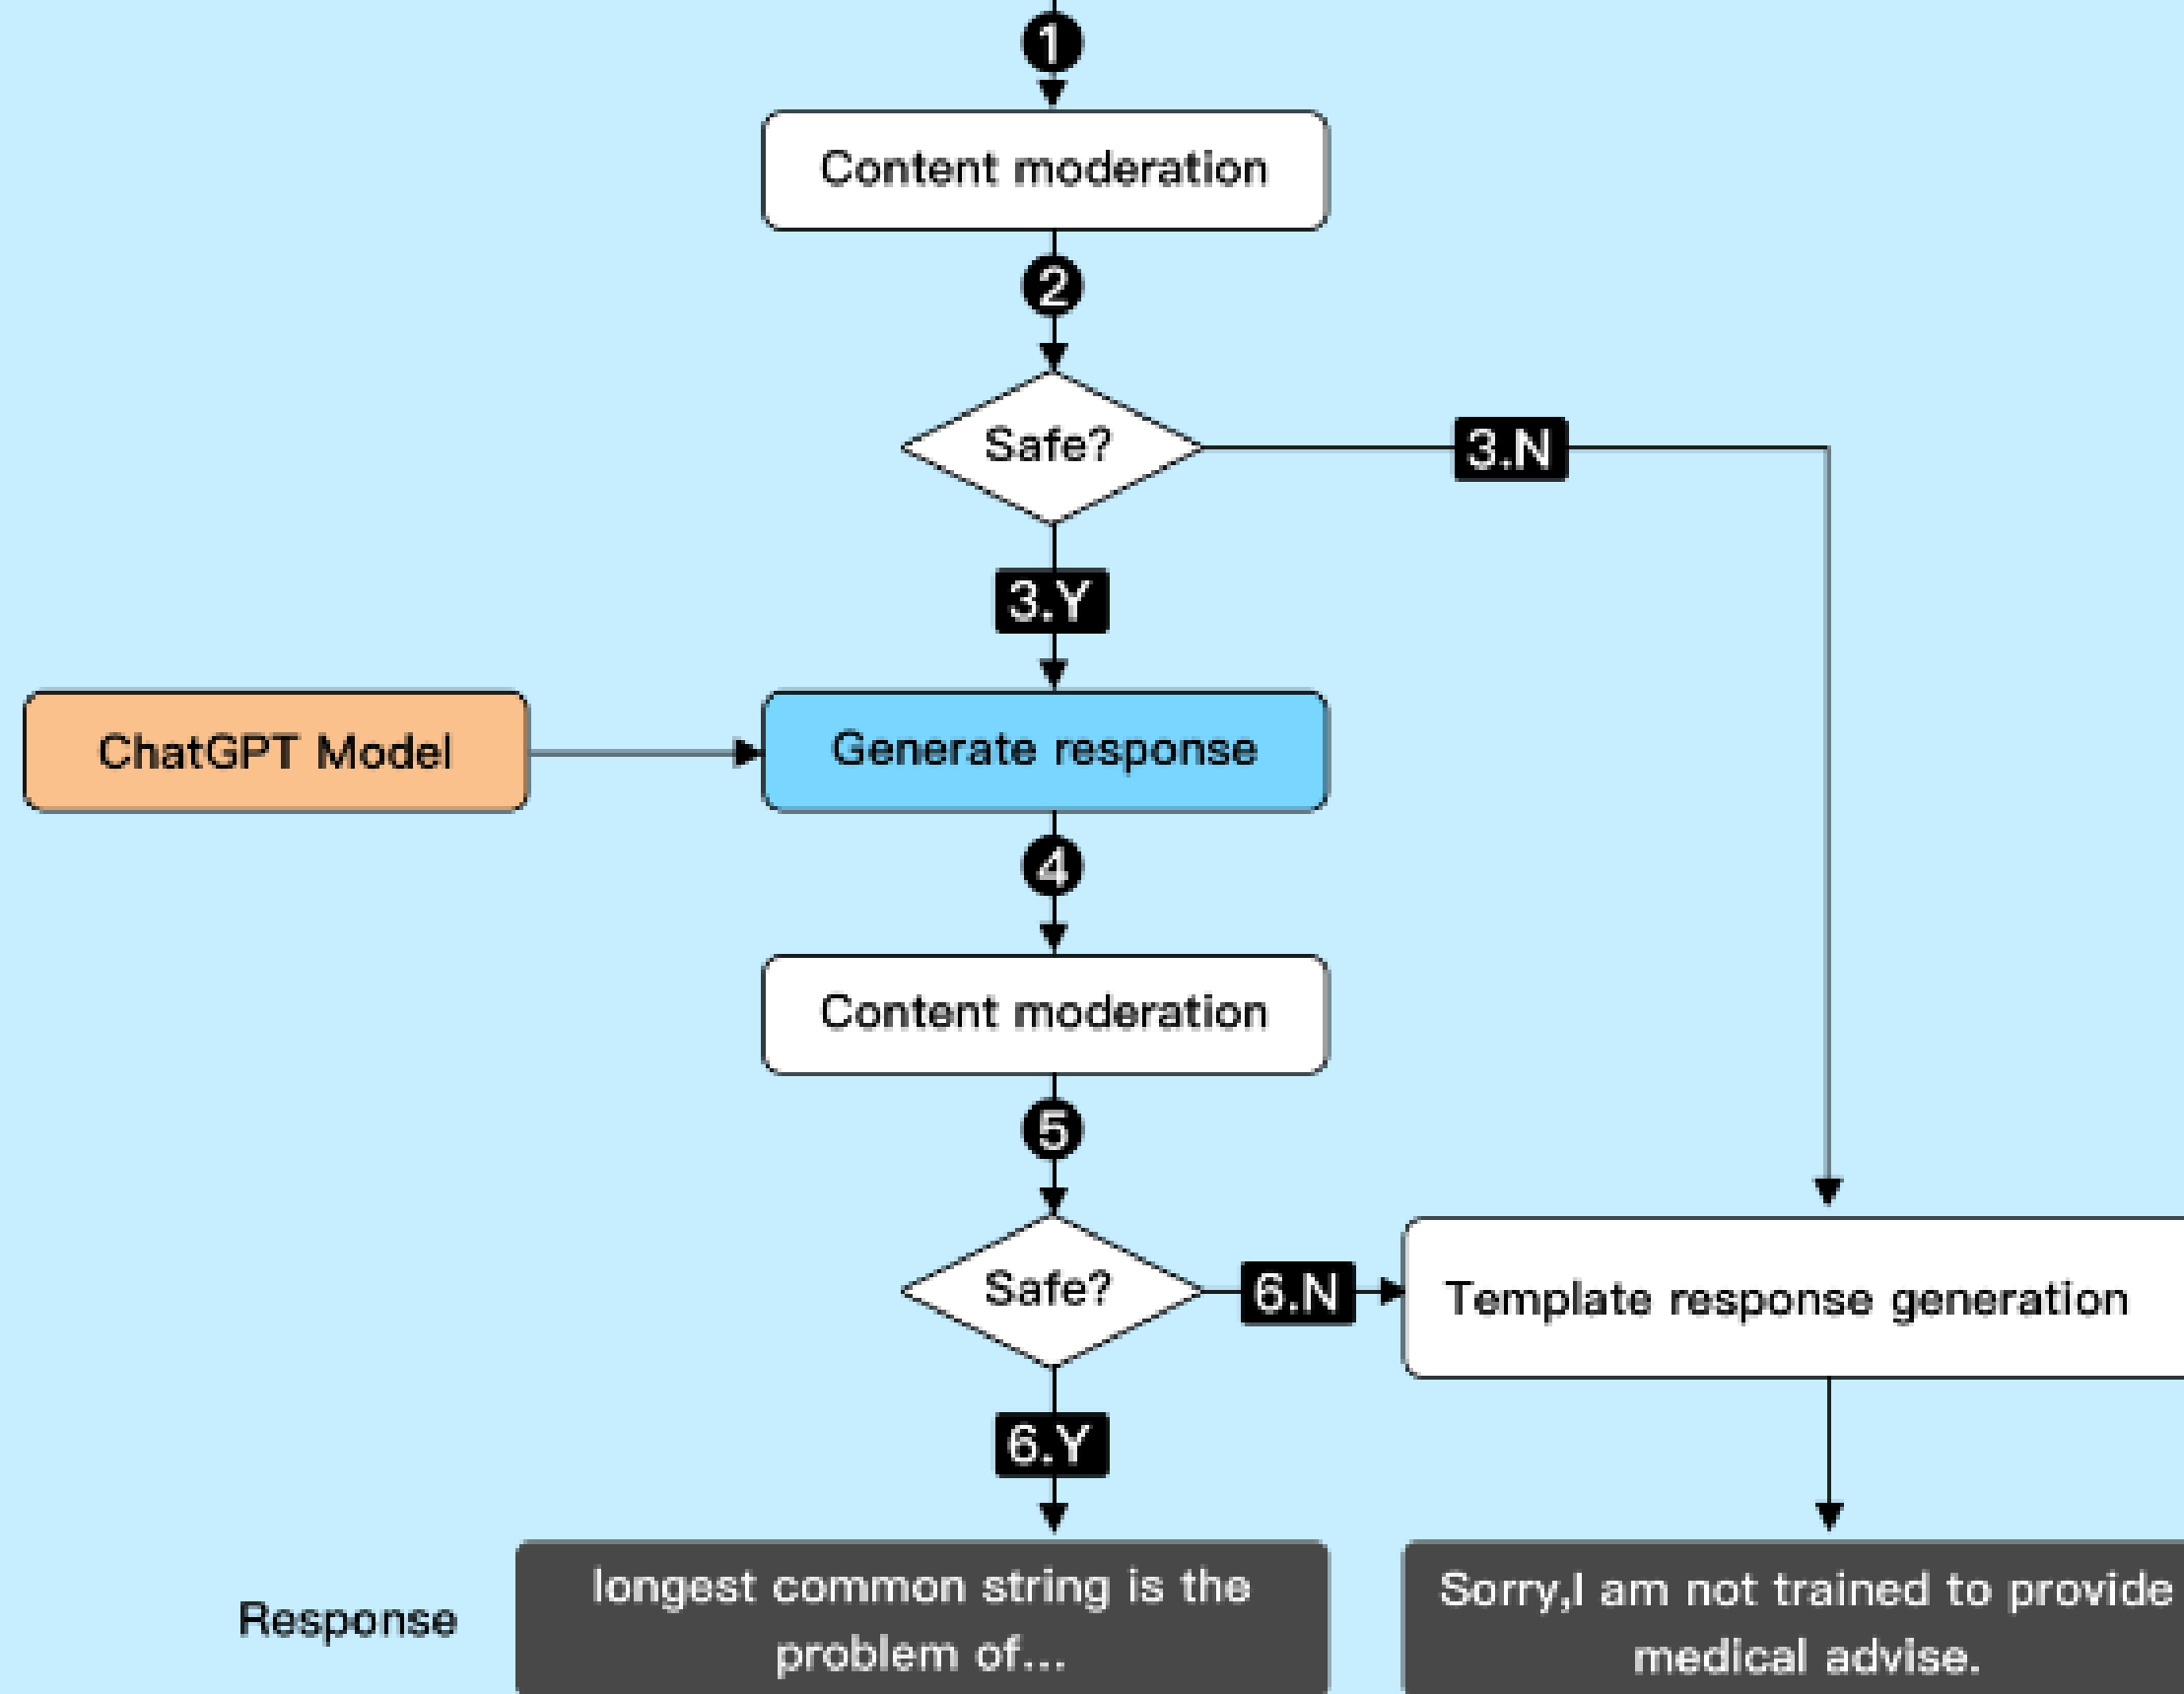 1
Content moderation
2
Safe?
3.N
3.Y
ChatGPT Model
Generate response
4
Content moderation
5
Safe?
6.N
Template response generation
6.Y
Response
longest common string is the
problem of...
Sorry,I am not trained to provide
medical advise.